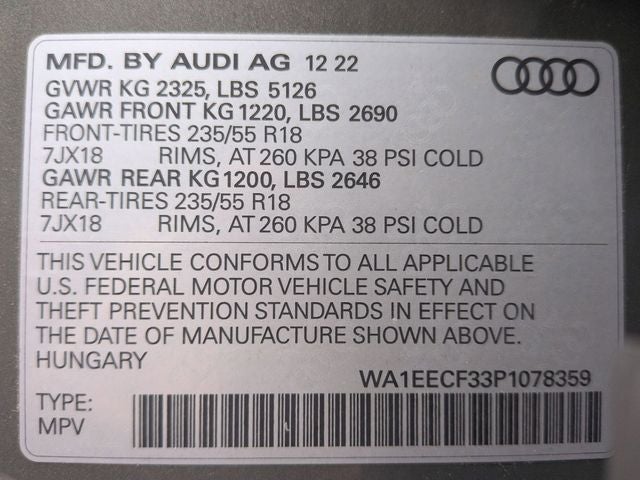 MFD. BY AUDI AG 12 22
GVWR KG 2325, LBS 5126
GAWR FRONT KG 1220, LBS 2690
FRONT-TIRES 235/55 R18
7JX18 RIMS, AT 260 KPA 38 PSI COLD
GAWR REAR KG 1200, LBS 2646
REAR-TIRES 235/55 R18
7JX18 RIMS, AT 260 KPA 38 PSI COLD
THIS VEHICLE CONFORMS TO ALL APPLICABLE
U.S. FEDERAL MOTOR VEHICLE SAFETY AND
THEFT PREVENTION STANDARDS IN EFFECT ON
THE DATE OF MANUFACTURE SHOWN ABOVE.
HUNGARY
WA1EECF33P1078359
TYPE:
MPV